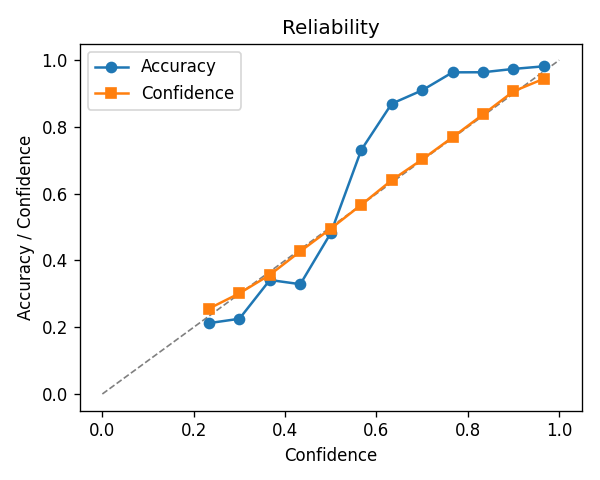 Reliability
Accuracy
Confidence
Accuracy / Confidence
1.0
0.8
0.6
0.4
0.2
0.0
0.0 0.2 0.4 0.6 0.8 1.0
Confidence